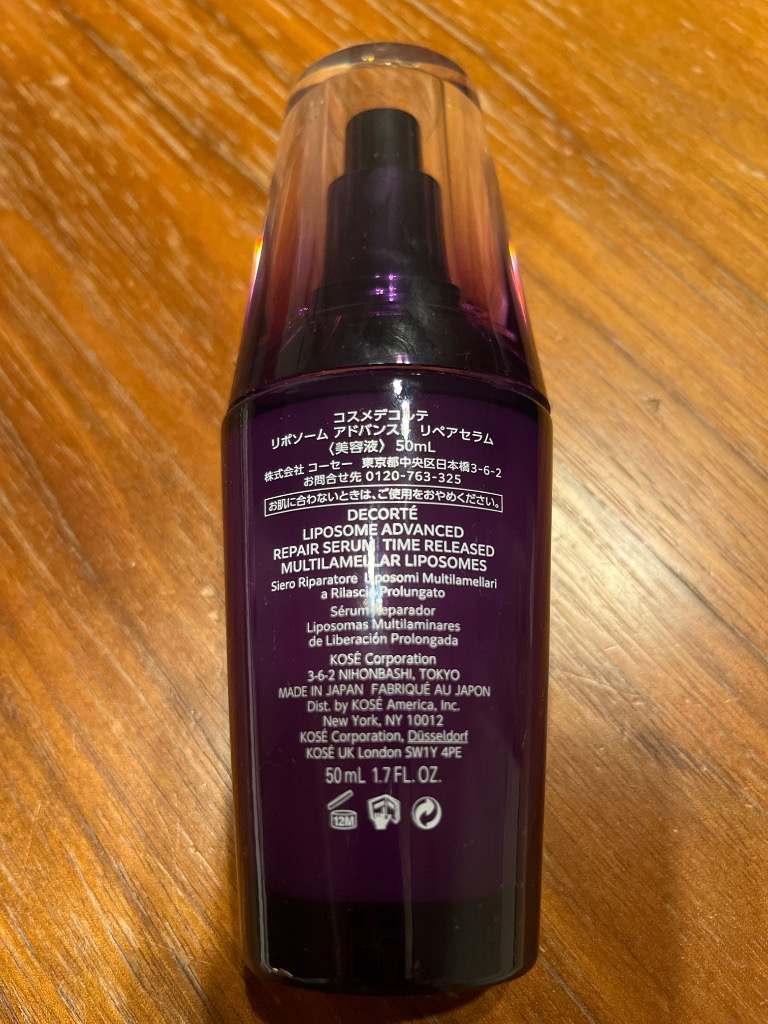 コスメデコルテ
リポソーム アドバンスト リペアセラム
〈美容液〉 50mL
株式会社 コーセー 東京都中央区日本橋3-6-2
お問合せ先 0120-763-325
お肌に合わないときは、ご使用をおやめください。
DECORTÉ
LIPOSOME ADVANCED
REPAIR SERUM TIME RELEASED
MULTILAMELLAR LIPOSOMES
Siero Riparatore Liposomi Multilamellari
a Rilascio Prolungato
Sérum Reparador
Liposomas Multilaminares
de Liberación Prolongada
KOSÉ Corporation
3-6-2 NIHONBASHI, TOKYO
MADE IN JAPAN FABRIQUÉ AU JAPON
Dist. by KOSÉ America, Inc.
New York, NY 10012
KOSÉ Corporation, Düsseldorf
KOSÉ UK London SW1Y 4PE
50 mL 1.7 FL. OZ.
12M